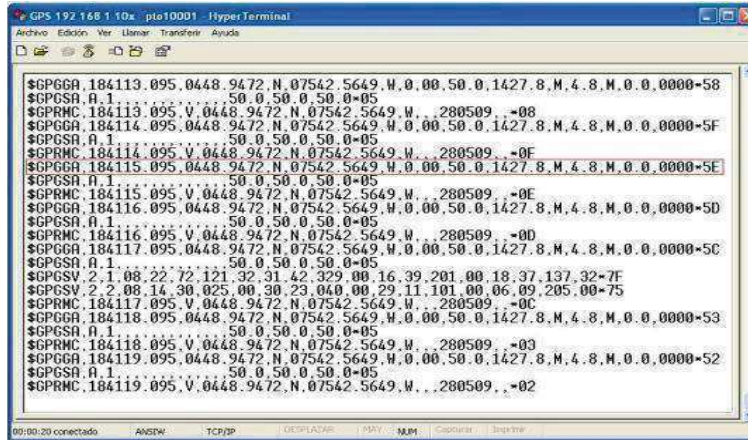 GPS 192 168 1 10x pto10001 - HyperTerminal
Archivo Edición Ver Llamar Transferir Ayuda
$GPGGA,184113.095,0448.9472,N,07542.5649,W,0,00,50.0,1427.8,M,4.8,M,0.0,0000*58
$GPGSA,A,1,,,,,,,,,,,,,50.0,50.0,50.0*05
$GPRMC,184113.095,V,0448.9472,N,07542.5649,W,,,280509,,*08
$GPGGA,184114.095,0448.9472,N,07542.5649,W,0,00,50.0,1427.8,M,4.8,M,0.0,0000*5F
$GPGSA,A,1,,,,,,,,,,,,,50.0,50.0,50.0*05
$GPRMC,184114.095,V,0448.9472,N,07542.5649,W,,,280509,,*0F
$GPGGA,184115.095,0448.9472,N,07542.5649,W,0,00,50.0,1427.8,M,4.8,M,0.0,0000*5E
$GPGSA,A,1,,,,,,,,,,,,,50.0,50.0,50.0*05
$GPRMC,184115.095,V,0448.9472,N,07542.5649,W,,,280509,,*0E
$GPGGA,184116.095,0448.9472,N,07542.5649,W,0,00,50.0,1427.8,M,4.8,M,0.0,0000*5D
$GPGSA,A,1,,,,,,,,,,,,,50.0,50.0,50.0*05
$GPRMC,184116.095,V,0448.9472,N,07542.5649,W,,,280509,,*0D
$GPGGA,184117.095,0448.9472,N,07542.5649,W,0,00,50.0,1427.8,M,4.8,M,0.0,0000*5C
$GPGSA,A,1,,,,,,,,,,,,,50.0,50.0,50.0*05
$GPGSV,2,1,08,22,72,121,32,31,42,329,00,16,39,201,00,18,37,137,32*7F
$GPGSV,2,2,08,14,30,025,00,30,23,040,00,29,11,101,00,06,09,205,00*75
$GPRMC,184117.095,V,0448.9472,N,07542.5649,W,,,280509,,*0C
$GPGGA,184118.095,0448.9472,N,07542.5649,W,0,00,50.0,1427.8,M,4.8,M,0.0,0000*53
$GPGSA,A,1,,,,,,,,,,,,,50.0,50.0,50.0*05
$GPRMC,184118.095,V,0448.9472,N,07542.5649,W,,,280509,,*03
$GPGGA,184119.095,0448.9472,N,07542.5649,W,0,00,50.0,1427.8,M,4.8,M,0.0,0000*52
$GPGSA,A,1,,,,,,,,,,,,,50.0,50.0,50.0*05
$GPRMC,184119.095,V,0448.9472,N,07542.5649,W,,,280509,,*02
00:00:20 conectado ANSIW TCP/IP DESPLAZAR MAY NUM Capturar Imprimir